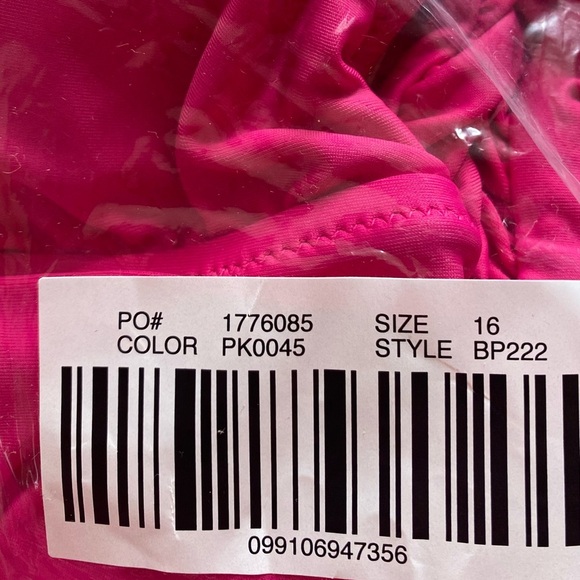 PO# 1776085 SIZE 16
COLOR PK0045 STYLE BP222
099106947356